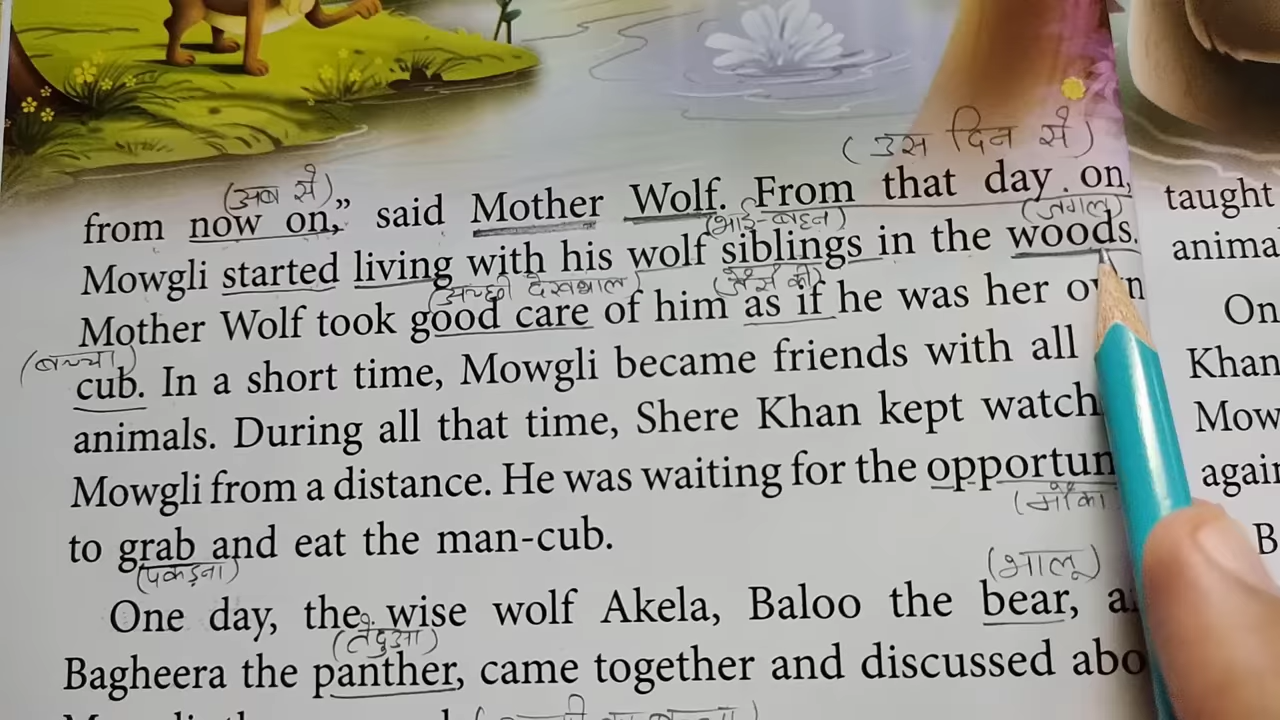 (उस दिन से)
(अब से)
from now on,” said Mother Wolf. From that day on,
(भाई-बहन) (जंगल)
Mowgli started living with his wolf siblings in the woods.
(अच्छी देखभाल) (जैसे की)
Mother Wolf took good care of him as if he was her own
(बच्चा)
cub. In a short time, Mowgli became friends with all
animals. During all that time, Shere Khan kept watch
Mowgli from a distance. He was waiting for the opportun
(मौका
to grab and eat the man-cub.
(पकड़ना) (भालू)
One day, the wise wolf Akela, Baloo the bear, a
(तेंदुआ)
Bagheera the panther, came together and discussed abo
taught
anima
On
Khan
Mow
again
B